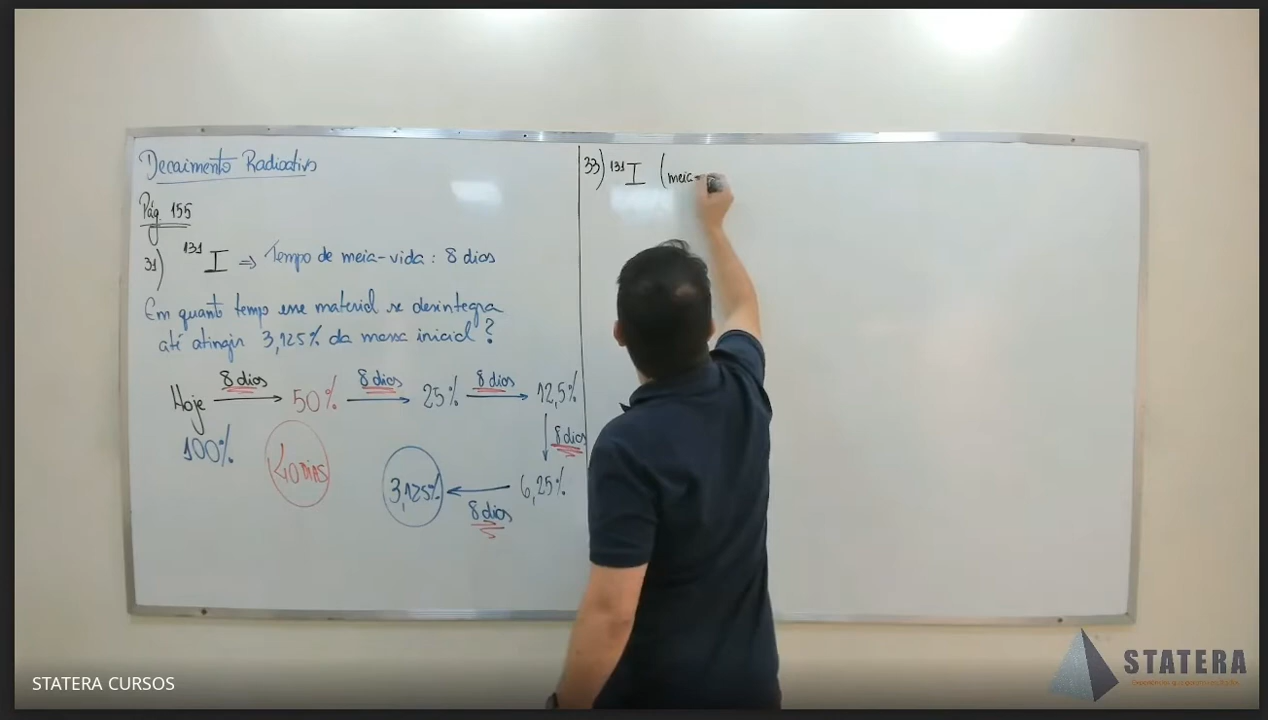 Decaimento Radioativo
Pág. 155
31) 131 I ⇒ Tempo de meia-vida: 8 dias
Em quanto tempo esse material se desintegra
até atingir 3,125% da massa inicial?
Hoje 8 dias 50% 8 dias 25% 8 dias 12,5%
100%
8 dias
40 DIAS
3,125%
6,25%
8 dias
33) 131 I (meia-
STATERA CURSOS
STATERA